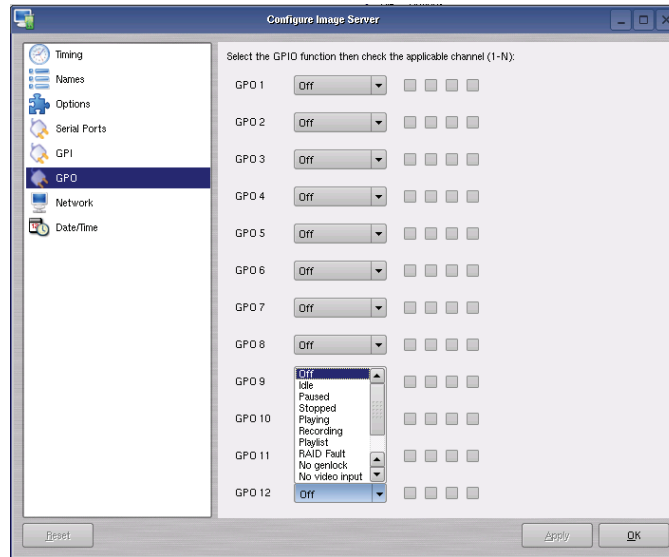 Configure Image Server
Timing
Names
Options
Serial Ports
GPI
GPO
Network
Date/Time
Select the GPIO function then check the applicable channel (1-N):
GPO 1 Off
GPO 2 Off
GPO 3 Off
GPO 4 Off
GPO 5 Off
GPO 6 Off
GPO 7 Off
GPO 8 Off
GPO 9
GPO 10
GPO 11
Off
Idle
Paused
Stopped
Playing
Recording
Playlist
RAID Fault
No genlock
No video input
GPO 12 Off
Reset
Apply
OK